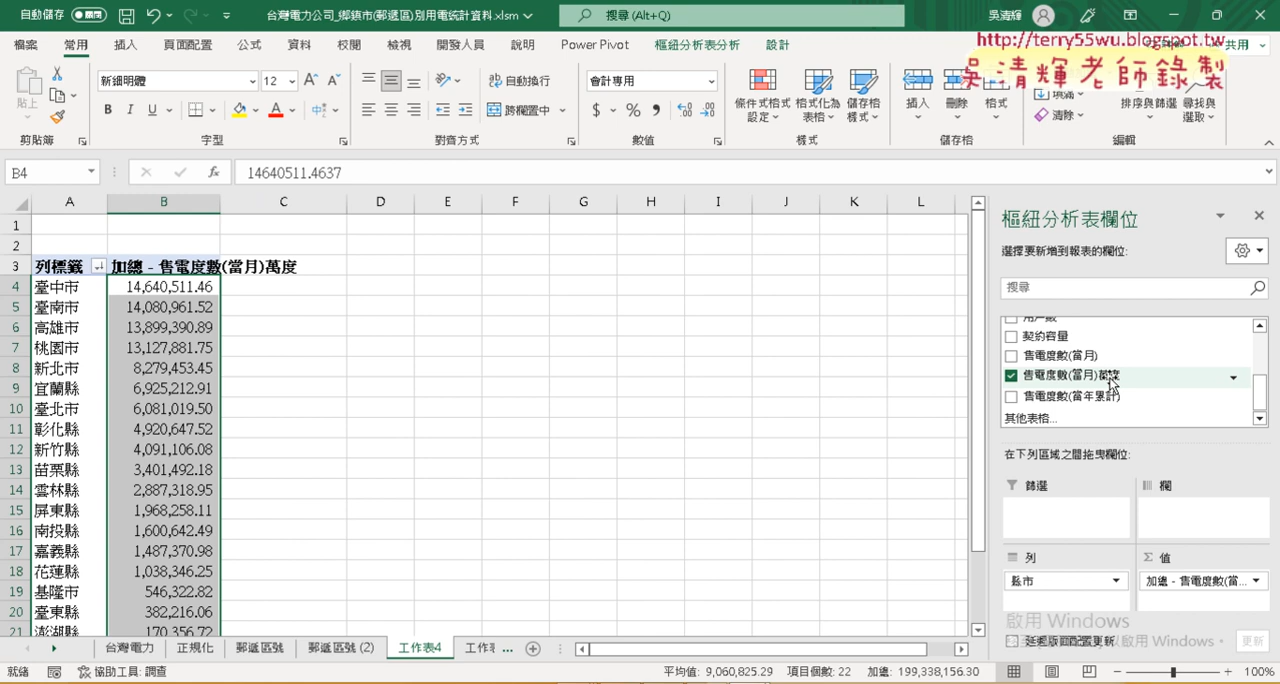 自動儲存 關閉 台灣電力公司_鄉鎮市(郵遞區)別用電統計資料.xlsm 搜尋 (Alt+Q) 吳清輝
檔案 常用 插入 頁面配置 公式 資料 校閱 檢視 開發人員 說明 Power Pivot 樞紐分析表分析 設計 共用
http://terry55wu.blogspot.tw
吳清輝老師錄製
貼上 新細明體 12 自動換行 會計專用 條件式格式設定 格式化為表格 儲存格樣式 插入 刪除 格式 填滿 排序與篩選 尋找與選取
B I U 跨欄置中 $ % 清除
剪貼簿 字型 對齊方式 數值 樣式 儲存格 編輯
B4 fx 14640511.4637
A B C D E F G H I J K L
1
2
3 列標籤 加總 - 售電度數(當月)萬度
4 臺中市 14,640,511.46
5 臺南市 14,080,961.52
6 高雄市 13,899,390.89
7 桃園市 13,127,881.75
8 新北市 8,279,453.45
9 宜蘭縣 6,925,212.91
10 臺北市 6,081,019.50
11 彰化縣 4,920,647.52
12 新竹縣 4,091,106.08
13 苗栗縣 3,401,492.18
14 雲林縣 2,887,318.95
15 屏東縣 1,968,258.11
16 南投縣 1,600,642.49
17 嘉義縣 1,487,370.98
18 花蓮縣 1,038,346.25
19 基隆市 546,322.82
20 臺東縣 382,216.06
21 澎湖縣 170,356.72
樞紐分析表欄位
選擇要新增到報表的欄位:
搜尋
用戶數
契約容量
售電度數(當月)
售電度數(當月)萬度
售電度數(當年累計)
其他表格...
在下列區域之間拖曳欄位:
篩選 欄
列 值
縣市 加總 - 售電度數(當...
啟用 Windows
延遲版面配置更新 更新
台灣電力 正規化 郵遞區號 郵遞區號 (2) 工作表4 ...
就緒 協助工具: 調查 平均值: 9,060,825.29 項目個數: 22 加總: 199,338,156.30 100%